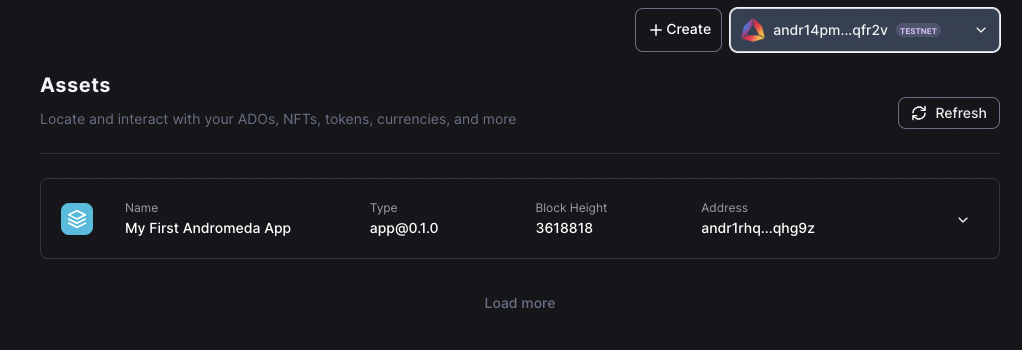 Create
andr14pm...qfr2v TESTNET
Assets
Locate and interact with your ADOs, NFTs, tokens, currencies, and more
Refresh
Name Type Block Height Address
My First Andromeda App app@0.1.0 3618818 andr1rhq...qhg9z
Load more